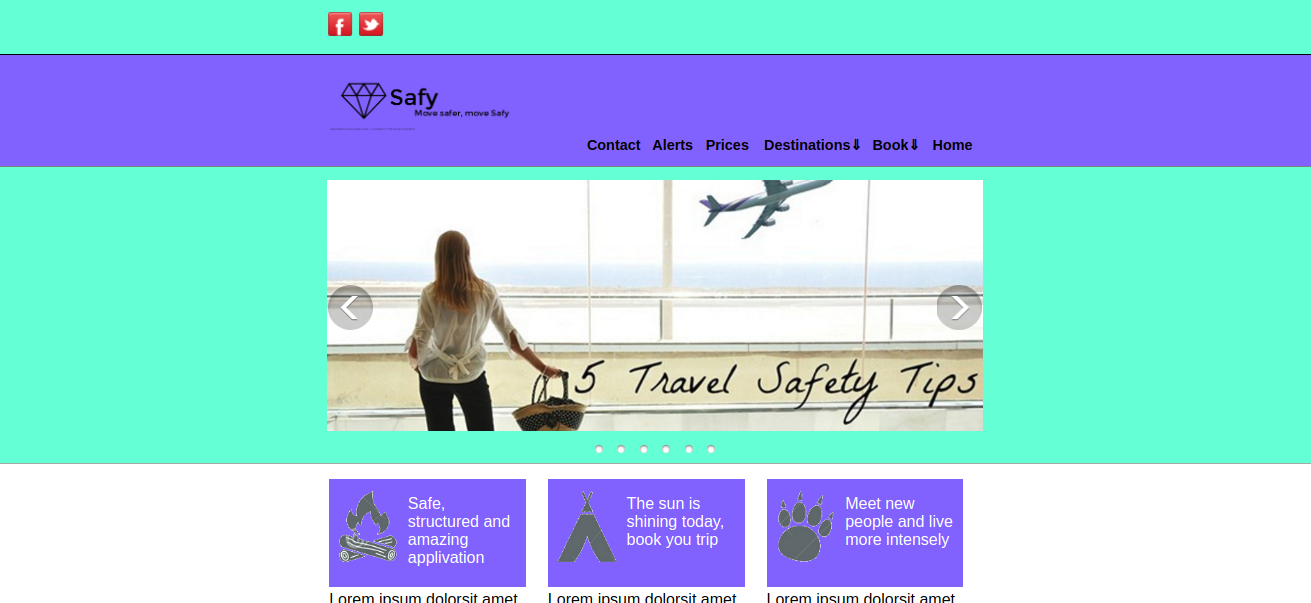 Safy
Move safer, move Safy
Contact Alerts Prices Destinations⇓ Book⇓ Home
5 Travel Safety Tips
Safe,
structured and
amazing
applivation
The sun is
shining today,
book you trip
Meet new
people and live
more intensely
Lorem ipsum dolorsit amet
Lorem ipsum dolorsit amet
Lorem ipsum dolorsit amet